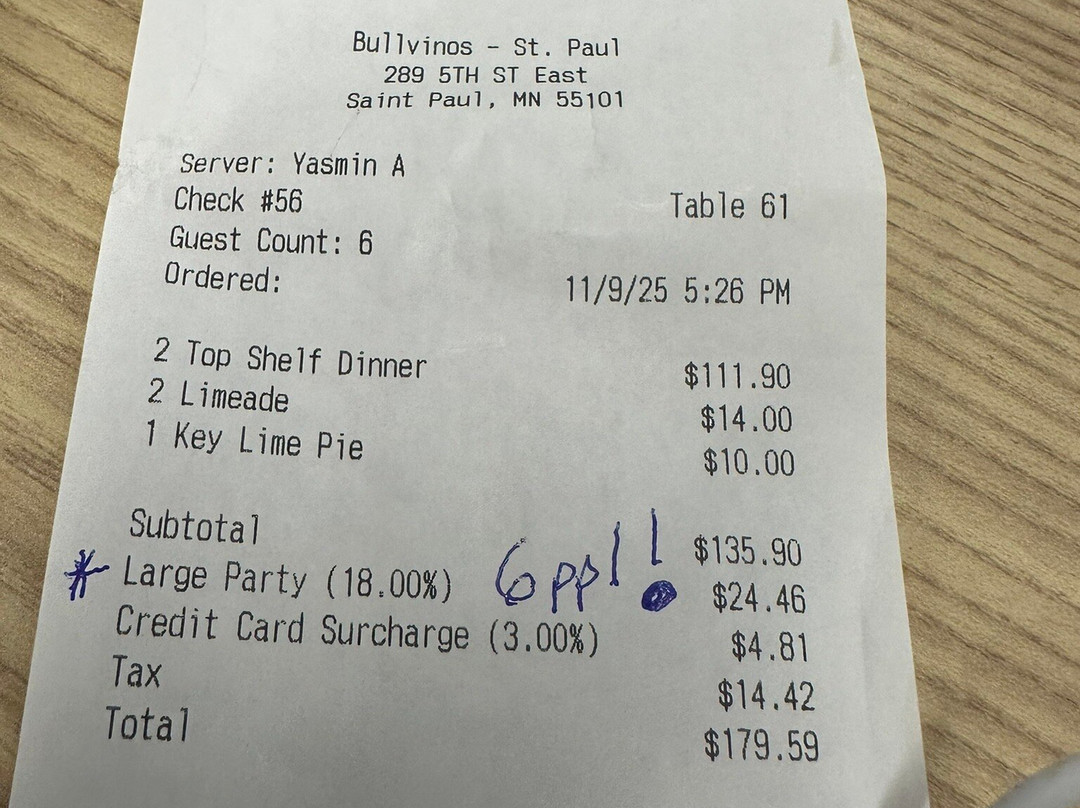 Bullvinos - St. Paul
289 5TH ST East
Saint Paul, MN 55101
Server: Yasmin A
Check #56 Table 61
Guest Count: 6
Ordered: 11/9/25 5:26 PM
2 Top Shelf Dinner $111.90
2 Limeade $14.00
1 Key Lime Pie $10.00
Subtotal $135.90
* Large Party (18.00%) 6 ppl! $24.46
Credit Card Surcharge (3.00%) $4.81
Tax $14.42
Total $179.59